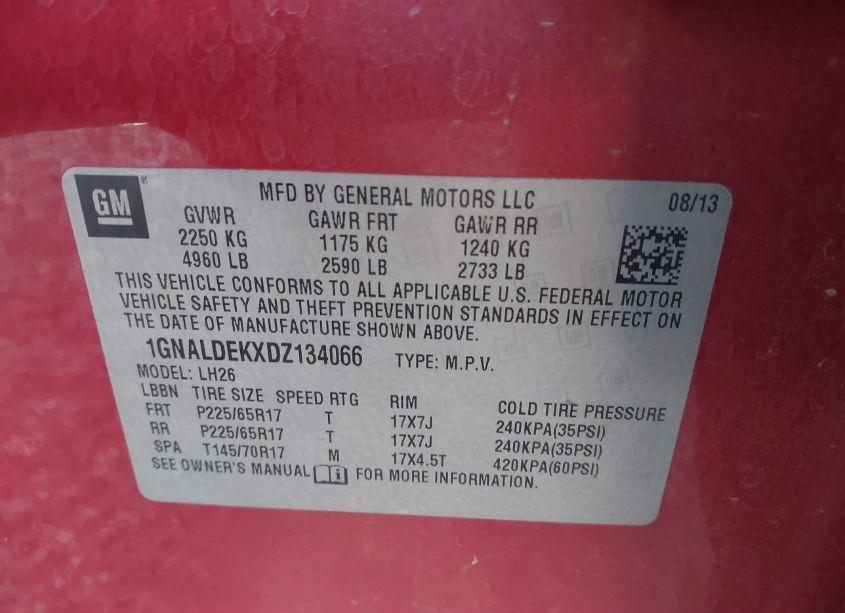 GM®
MFD BY GENERAL MOTORS LLC 08/13
GVWR GAWR FRT GAWR RR
2250 KG 1175 KG 1240 KG
4960 LB 2590 LB 2733 LB
THIS VEHICLE CONFORMS TO ALL APPLICABLE U.S. FEDERAL MOTOR
VEHICLE SAFETY AND THEFT PREVENTION STANDARDS IN EFFECT ON
THE DATE OF MANUFACTURE SHOWN ABOVE.
1GNALDEKXDZ134066 TYPE: M.P.V.
MODEL: LH26
LBBN TIRE SIZE SPEED RTG RIM COLD TIRE PRESSURE
FRT P225/65R17 T 17X7J 240KPA(35PSI)
RR P225/65R17 T 17X7J 240KPA(35PSI)
SPA T145/70R17 M 17X4.5T 420KPA(60PSI)
SEE OWNER'S MANUAL i FOR MORE INFORMATION.